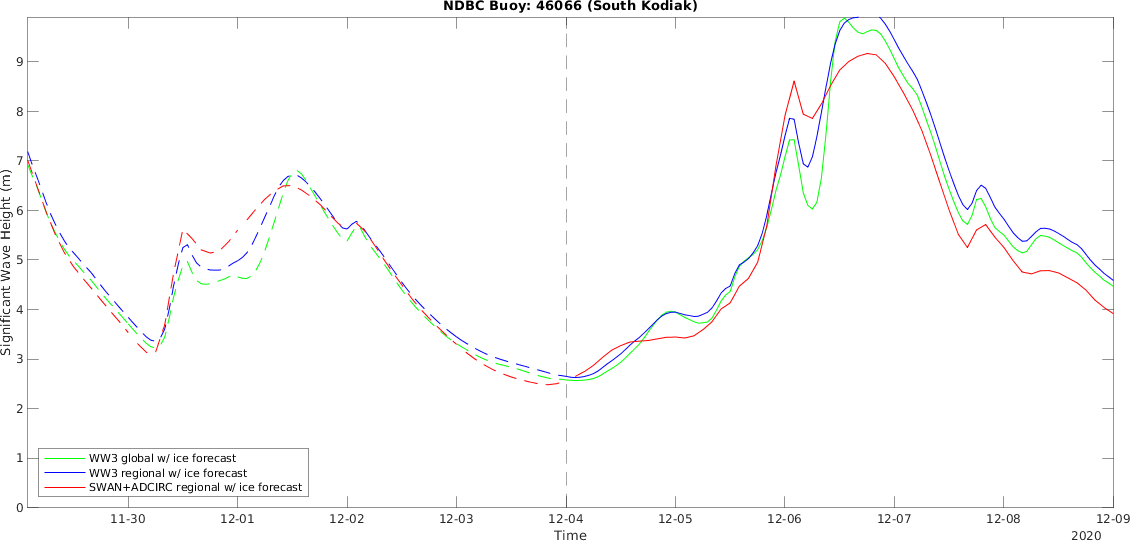 NDBC Buoy: 46066 (South Kodiak)
Significant Wave Height (m)
9
8
7
6
5
4
3
2
1
0
WW3 global w/ ice forecast
WW3 regional w/ ice forecast
SWAN+ADCIRC regional w/ ice forecast
11-30 12-01 12-02 12-03 12-04 12-05 12-06 12-07 12-08 12-09
Time
2020